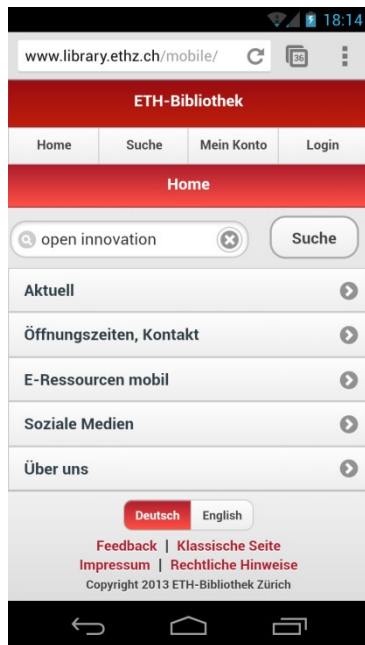 18:14
www.library.ethz.ch/mobile/ 36
ETH-Bibliothek
Home Suche Mein Konto Login
Home
open innovation Suche
Aktuell
Öffnungszeiten, Kontakt
E-Ressourcen mobil
Soziale Medien
Über uns
Deutsch English
Feedback | Klassische Seite
Impressum | Rechtliche Hinweise
Copyright 2013 ETH-Bibliothek Zürich